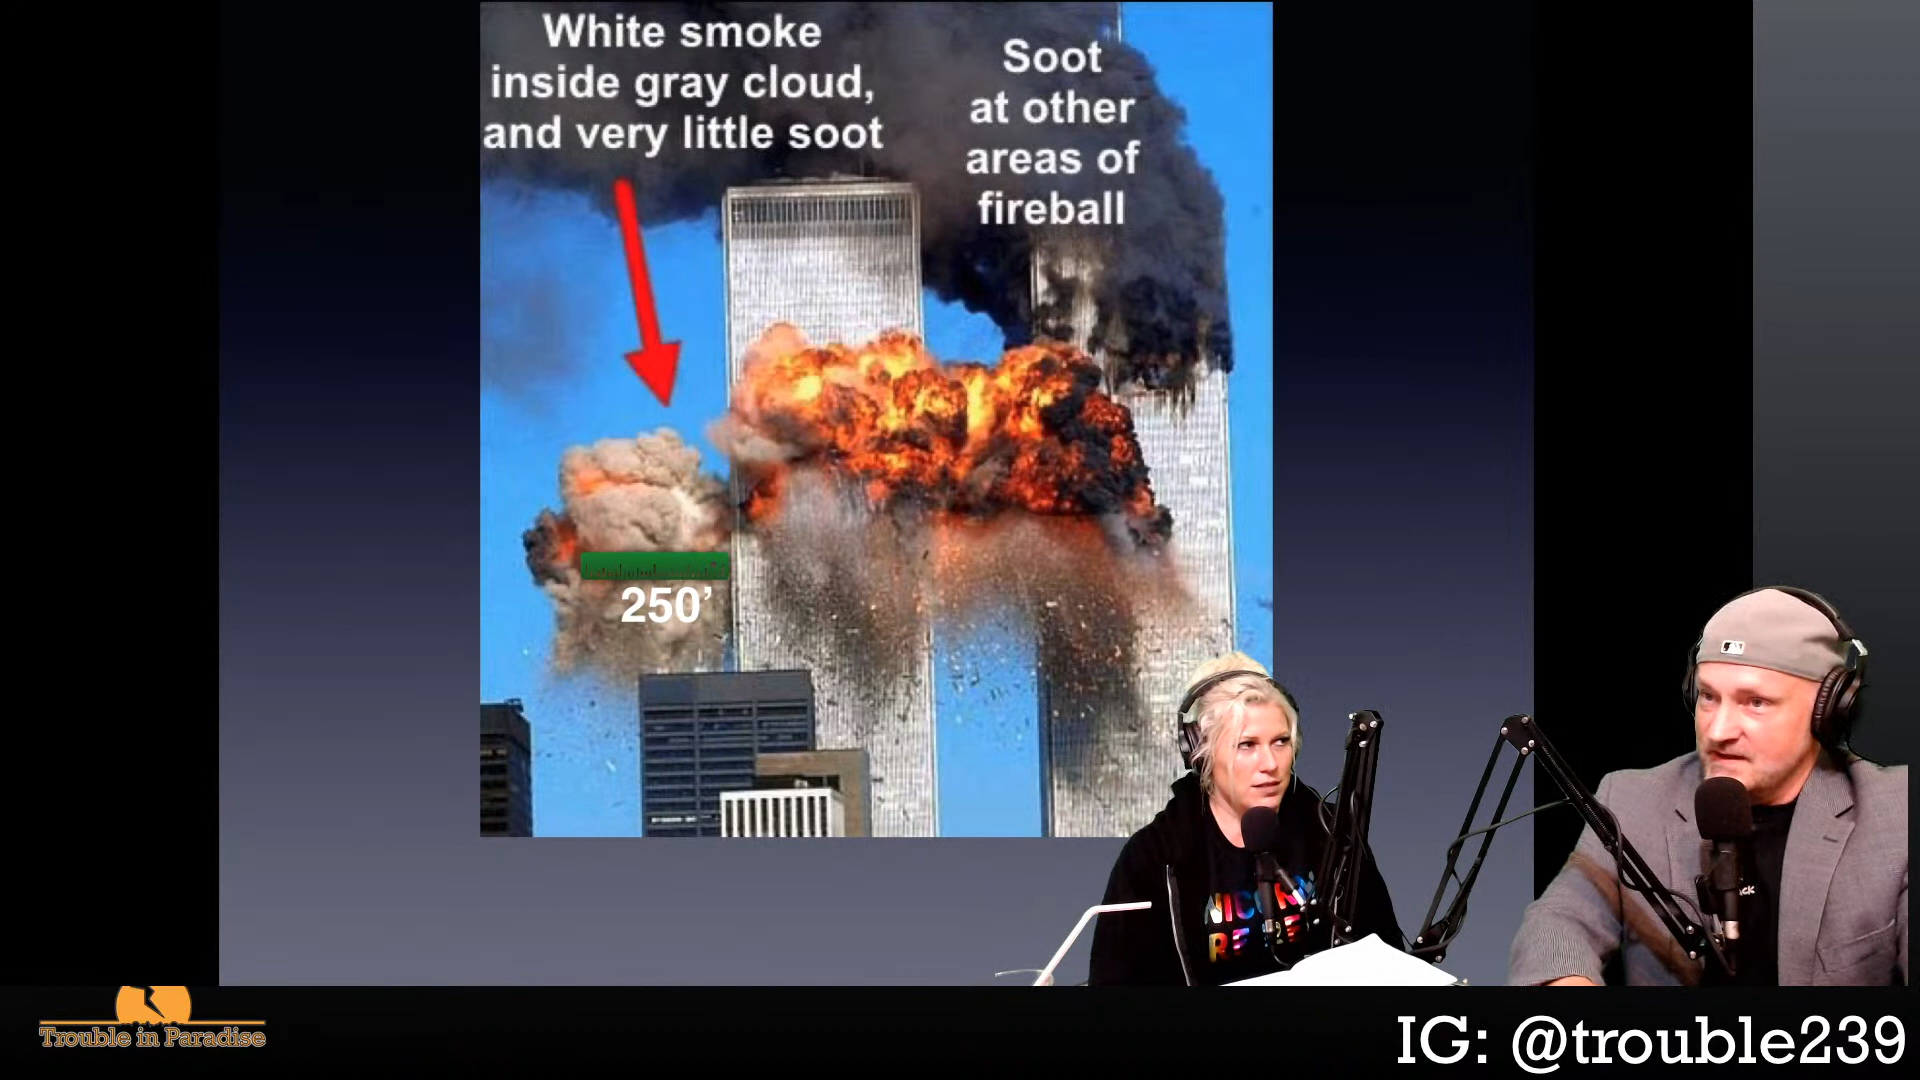 White smoke
inside gray cloud,
and very little soot
Soot
at other
areas of
fireball
250’
Trouble in Paradise
IG: @trouble239